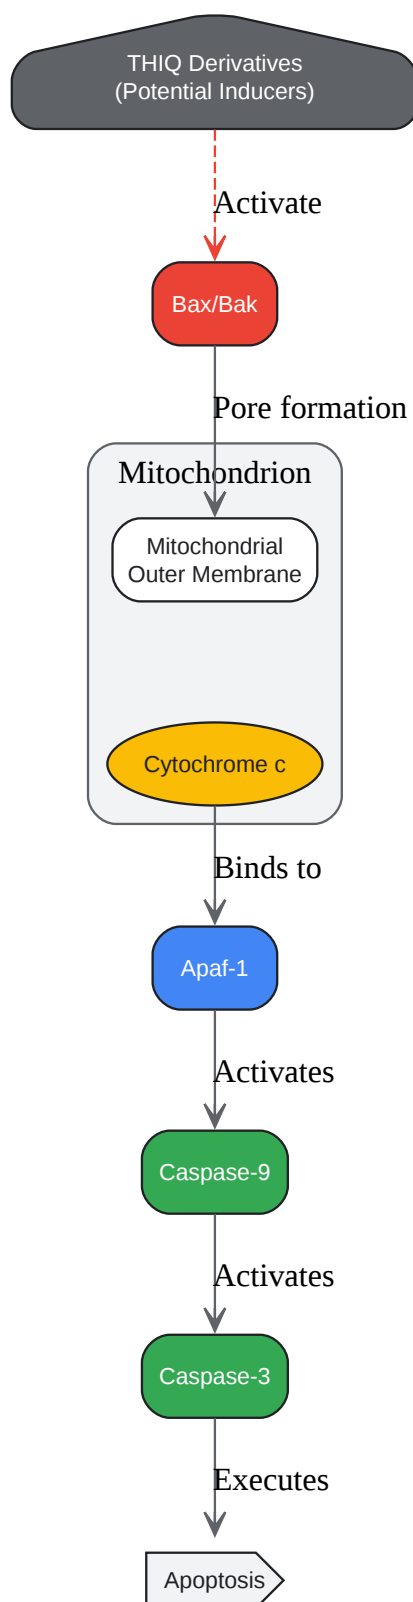 THIQ Derivatives
(Potential Inducers)
Activate
Bax/Bak
Pore formation
Mitochondrion
Mitochondrial
Outer Membrane
Cytochrome c
Binds to
Apaf-1
Activates
Caspase-9
Activates
Caspase-3
Executes
Apoptosis